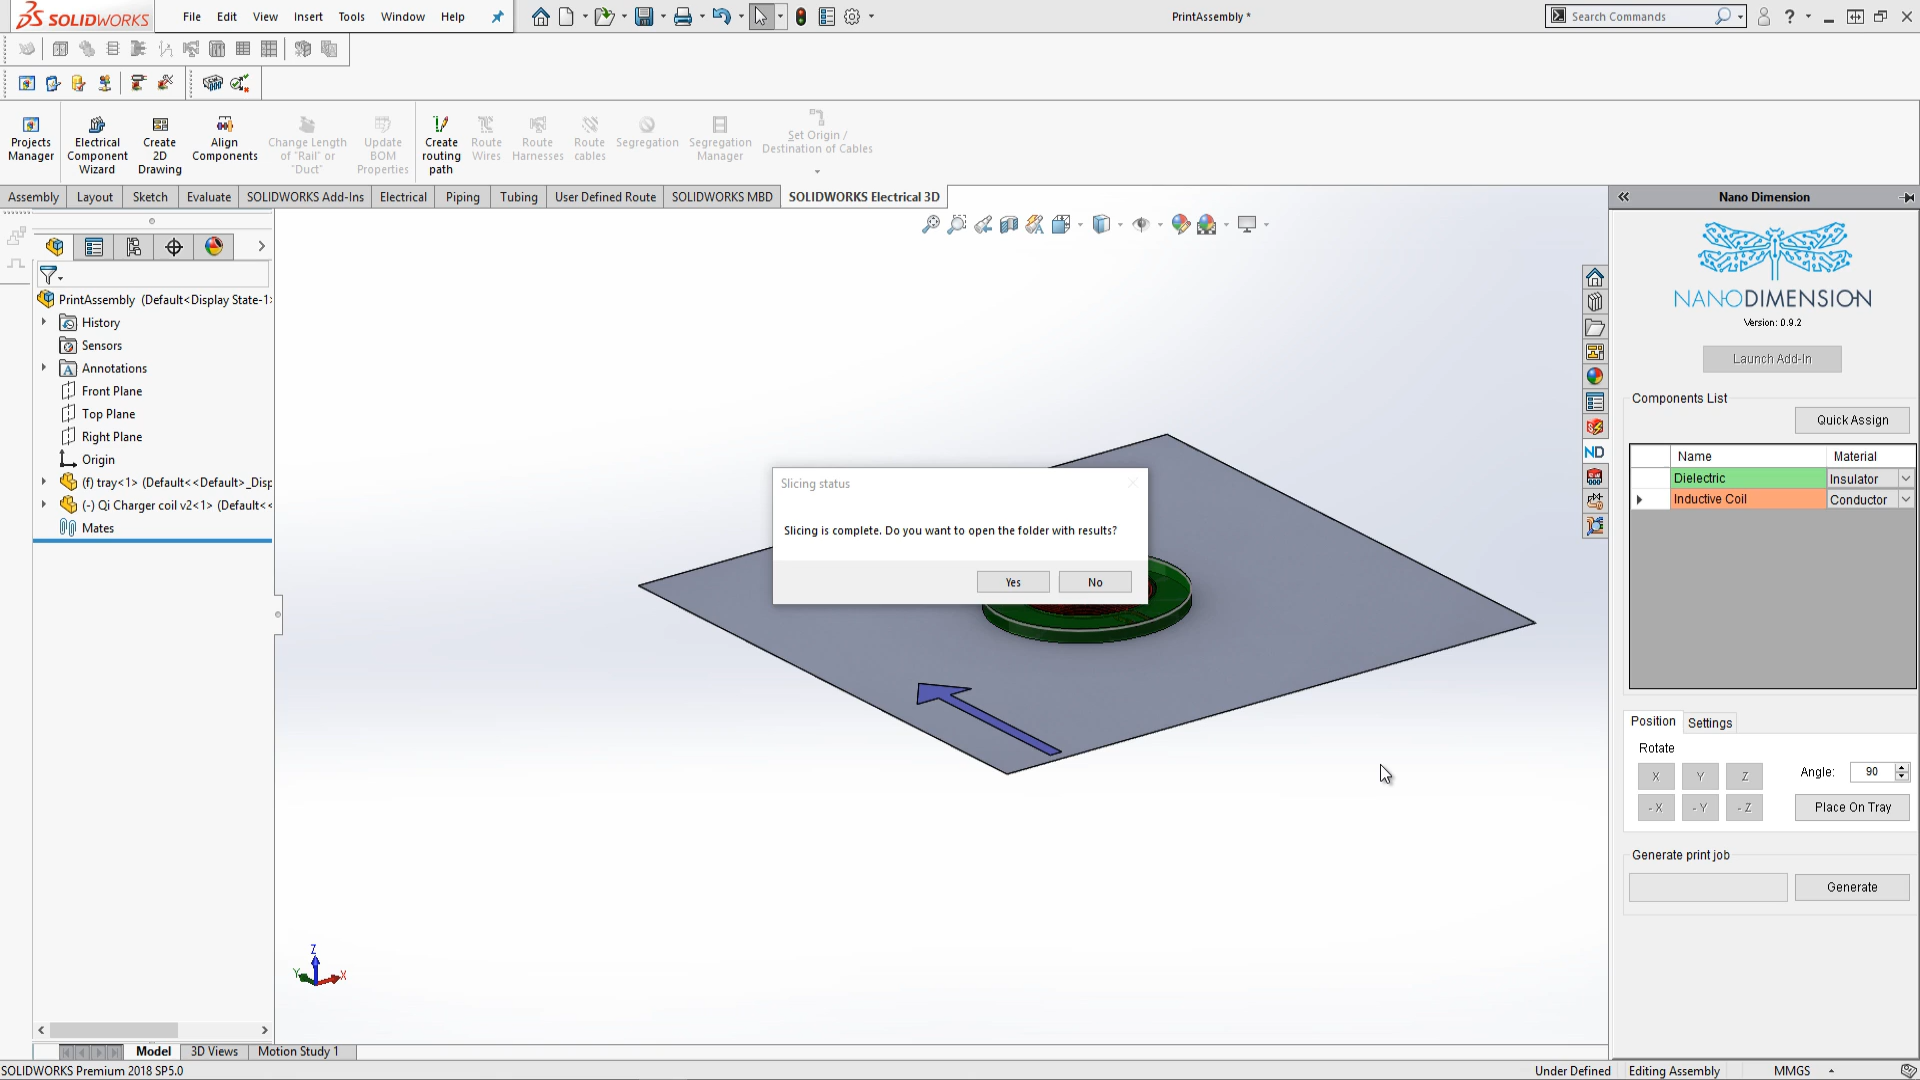 SOLIDWORKS
File Edit View Insert Tools Window Help
PrintAssembly *
Search Commands
?
Projects Manager
Electrical Component Wizard
Create 2D Drawing
Align Components
Change Length of "Rail" or "Duct"
Update BOM Properties
Create routing path
Route Wires
Route Harnesses
Route cables
Segregation
Segregation Manager
Set Origin / Destination of Cables
Assembly Layout Sketch Evaluate SOLIDWORKS Add-Ins Electrical Piping Tubing User Defined Route SOLIDWORKS MBD SOLIDWORKS Electrical 3D
PrintAssembly (Default<Display State-1>
History
Sensors
A Annotations
Front Plane
Top Plane
Right Plane
Origin
(f) tray<1> (Default<<Default>_Disp
(-) Qi Charger coil v2<1> (Default<<
Mates
Slicing status
Slicing is complete. Do you want to open the folder with results?
Yes No
Z
Y X
ND
Nano Dimension
NANODIMENSION
Version: 0.9.2
Launch Add-In
Components List
Quick Assign
Name Material
Dielectric Insulator
Inductive Coil Conductor
Position Settings
Rotate
X Y Z Angle: 90
- X - Y - Z Place On Tray
Generate print job
Generate
Model 3D Views Motion Study 1
SOLIDWORKS Premium 2018 SP5.0
Under Defined Editing Assembly MMGS